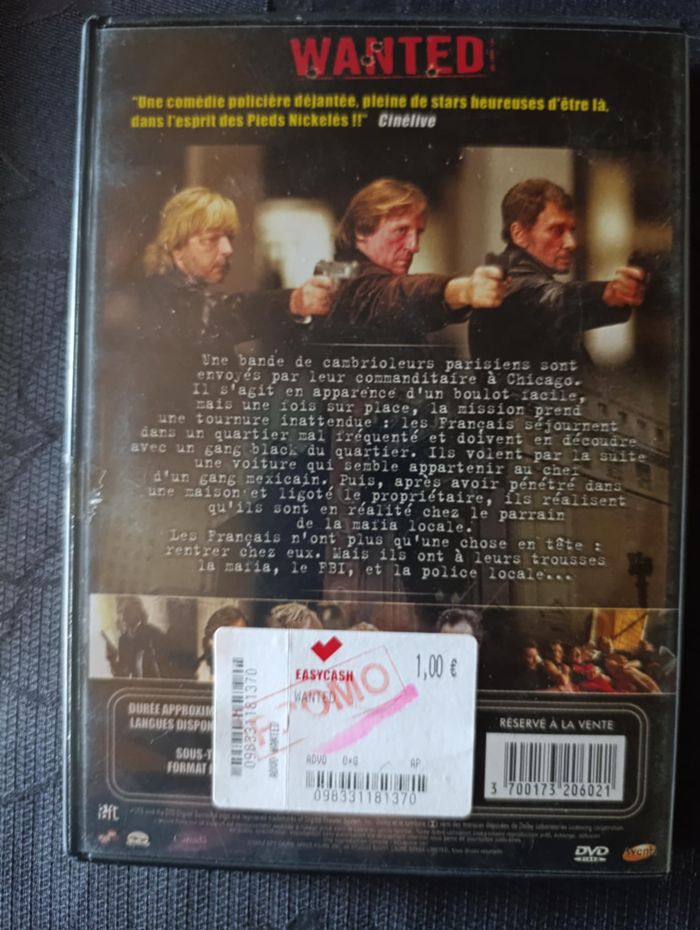 WANTED
"Une comédie policière déjantée, pleine de stars heureuses d'être là,
dans l'esprit des Pieds Nickelés !!" Cinélive
Une bande de cambrioleurs parisiens sont
envoyés par leur commanditaire à Chicago.
Il s'agit en apparence d'un boulot facile,
mais une fois sur place, la mission prend
une tournure inattendue : les Français séjournent
dans un quartier mal fréquenté et doivent en découdre
avec un gang black du quartier. Ils volent par la suite
une voiture qui semble appartenir au chef
d'un gang mexicain. Puis, après avoir pénétré dans
une maison et ligoté le propriétaire, ils réalisent
qu'ils sont en réalité chez le parrain
de la mafia locale.
Les Français n'ont plus qu'une chose en tête :
rentrer chez eux. Mais ils ont à leurs trousses
la mafia, le FBI, et la police locale...
EASYCASH
1,00 €
WANTED
PROMO
ADVD O+G AP
098331181370
098331181370
ADVD WANTED
DURÉE APPROXIM
LANGUES DISPON
SOUS-T
FORMAT
RÉSERVÉ À LA VENTE
3 700173 206021
DVD
VIDEO